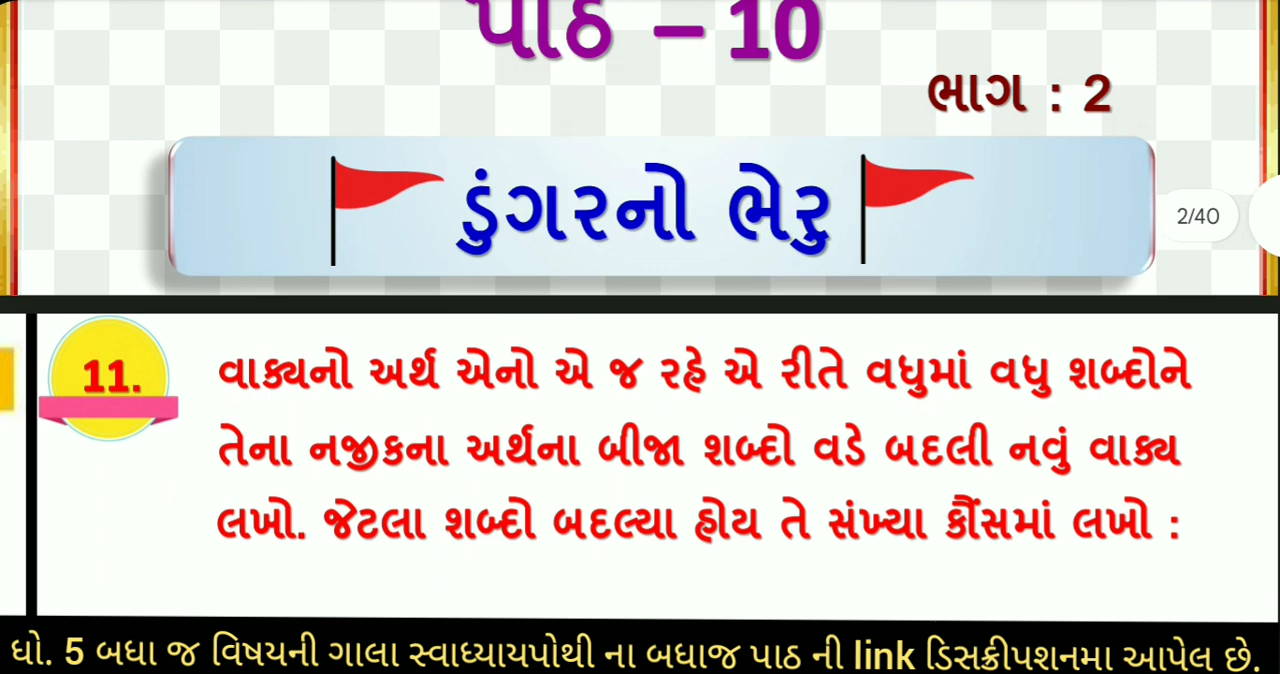 પાઠ – 10
ભાગ : 2
ડુંગરનો ભેરુ
2/40
11.
વાક્યનો અર્થ એનો એ જ રહે એ રીતે વધુમાં વધુ શબ્દોને
તેના નજીકના અર્થના બીજા શબ્દો વડે બદલી નવું વાક્ય
લખો. જેટલા શબ્દો બદલ્યા હોય તે સંખ્યા કૌંસમાં લખો :
ધો. 5 બધા જ વિષયની ગાલા સ્વાધ્યાયપોથી ના બધાજ પાઠ ની link ડિસક્રીપશનમા આપેલ છે.